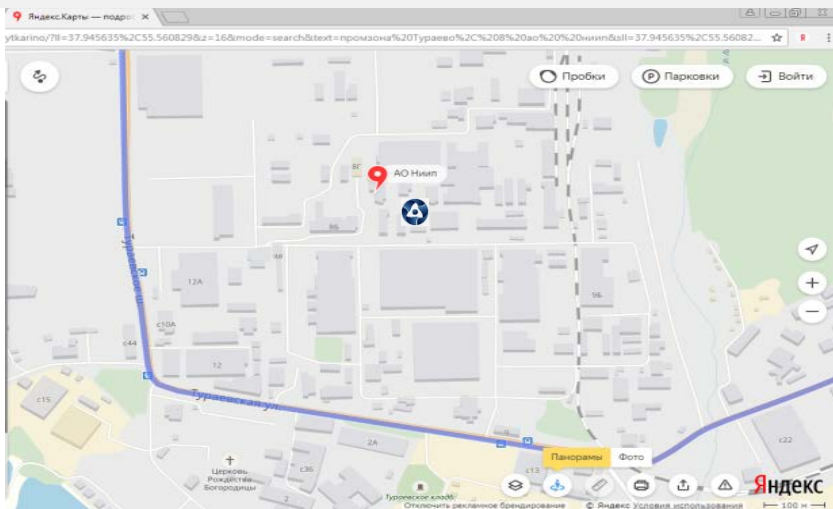 Яндекс.Карты — подро
ytkarino/?ll=37.945635%2C55.560829&z=16&mode=search&text=промзона%20Тураево%2C%208%20ао%20%20ниип&sll=37.945635%2C55.56082...
Пробки
Парковки
Войти
8Г
АО Ниип
8Б
Тураевское ш.
12А
9Б
с10А
с44
12
с15
Тураевская ул.
9
2А
с22
Церковь
Рождества
Богородицы
с36
с13
2
Панорамы
Фото
Тураевское кладб.
Отключить рекламное брендирование
© Яндекс Условия использования
100 м
Яндекс